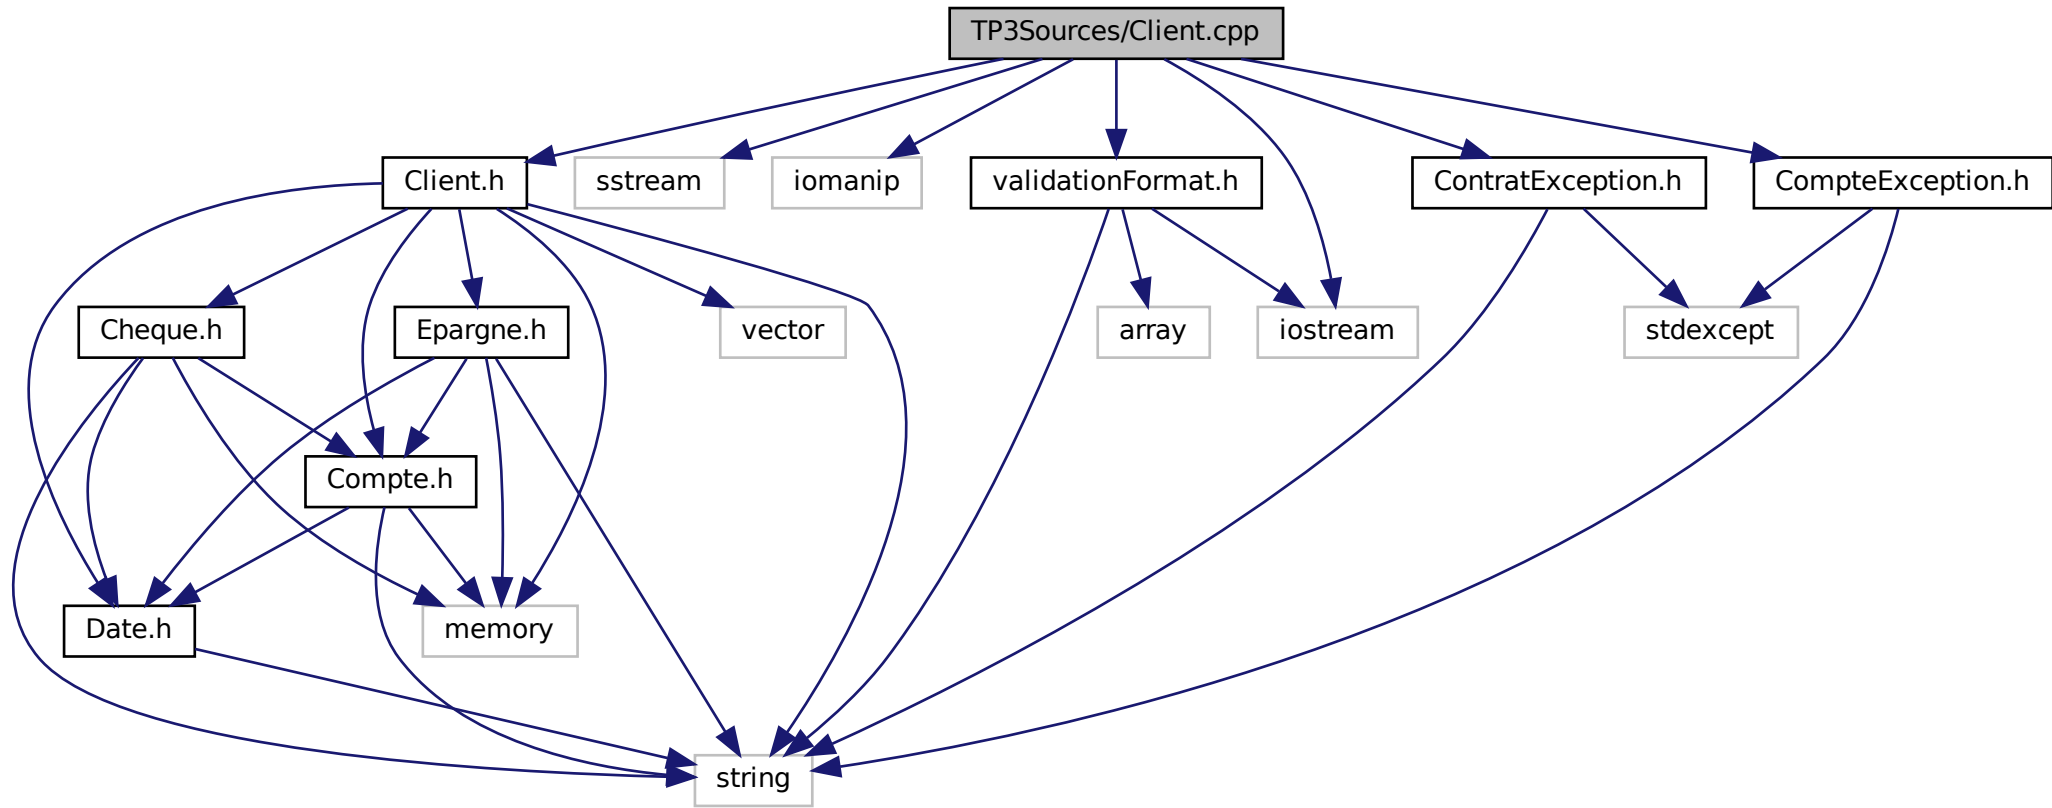 TP3Sources/Client.cpp
Client.h
sstream
iomanip
validationFormat.h
ContratException.h
CompteException.h
Cheque.h
Epargne.h
vector
array
iostream
stdexcept
Compte.h
Date.h
memory
string